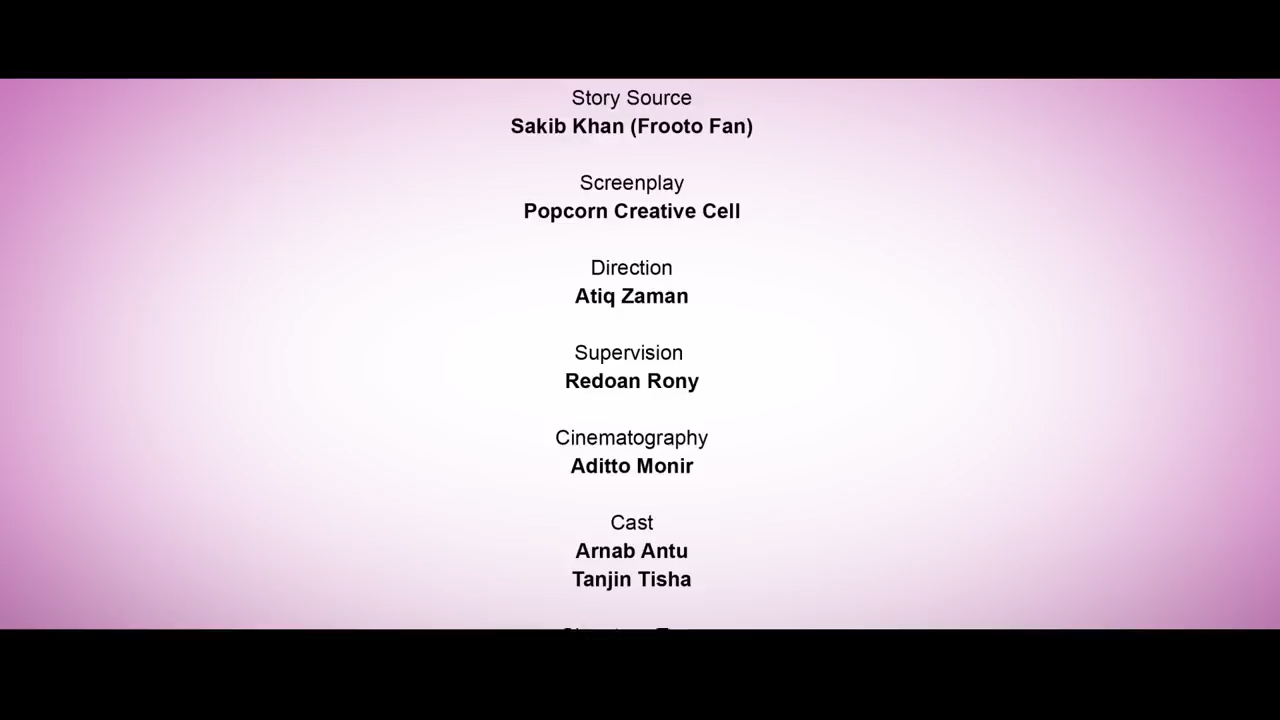 Story Source
Sakib Khan (Frooto Fan)
Screenplay
Popcorn Creative Cell
Direction
Atiq Zaman
Supervision
Redoan Rony
Cinematography
Aditto Monir
Cast
Arnab Antu
Tanjin Tisha